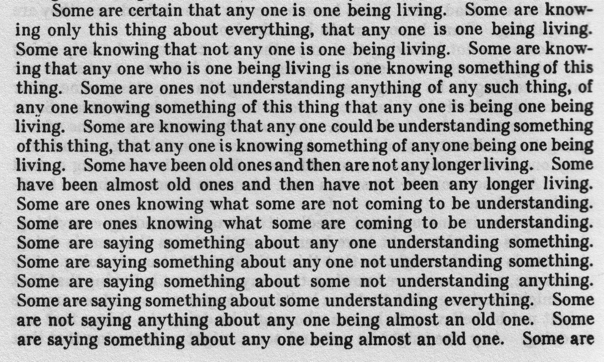 Some are certain that any one is one being living. Some are know-
ing only this thing about everything, that any one is one being living.
Some are knowing that not any one is one being living. Some are know-
ing that any one who is one being living is one knowing something of this
thing. Some are ones not understanding anything of any such thing, of
any one knowing something of this thing that any one is being one being
living. Some are knowing that any one could be understanding something
of this thing, that any one is knowing something of any one being one being
living. Some have been old ones and then are not any longer living. Some
have been almost old ones and then have not been any longer living.
Some are ones knowing what some are not coming to be understanding.
Some are ones knowing what some are coming to be understanding.
Some are saying something about any one understanding something.
Some are saying something about any one not understanding something.
Some are saying something about some not understanding anything.
Some are saying something about some understanding everything. Some
are not saying anything about any one being almost an old one. Some
are saying something about any one being almost an old one. Some are